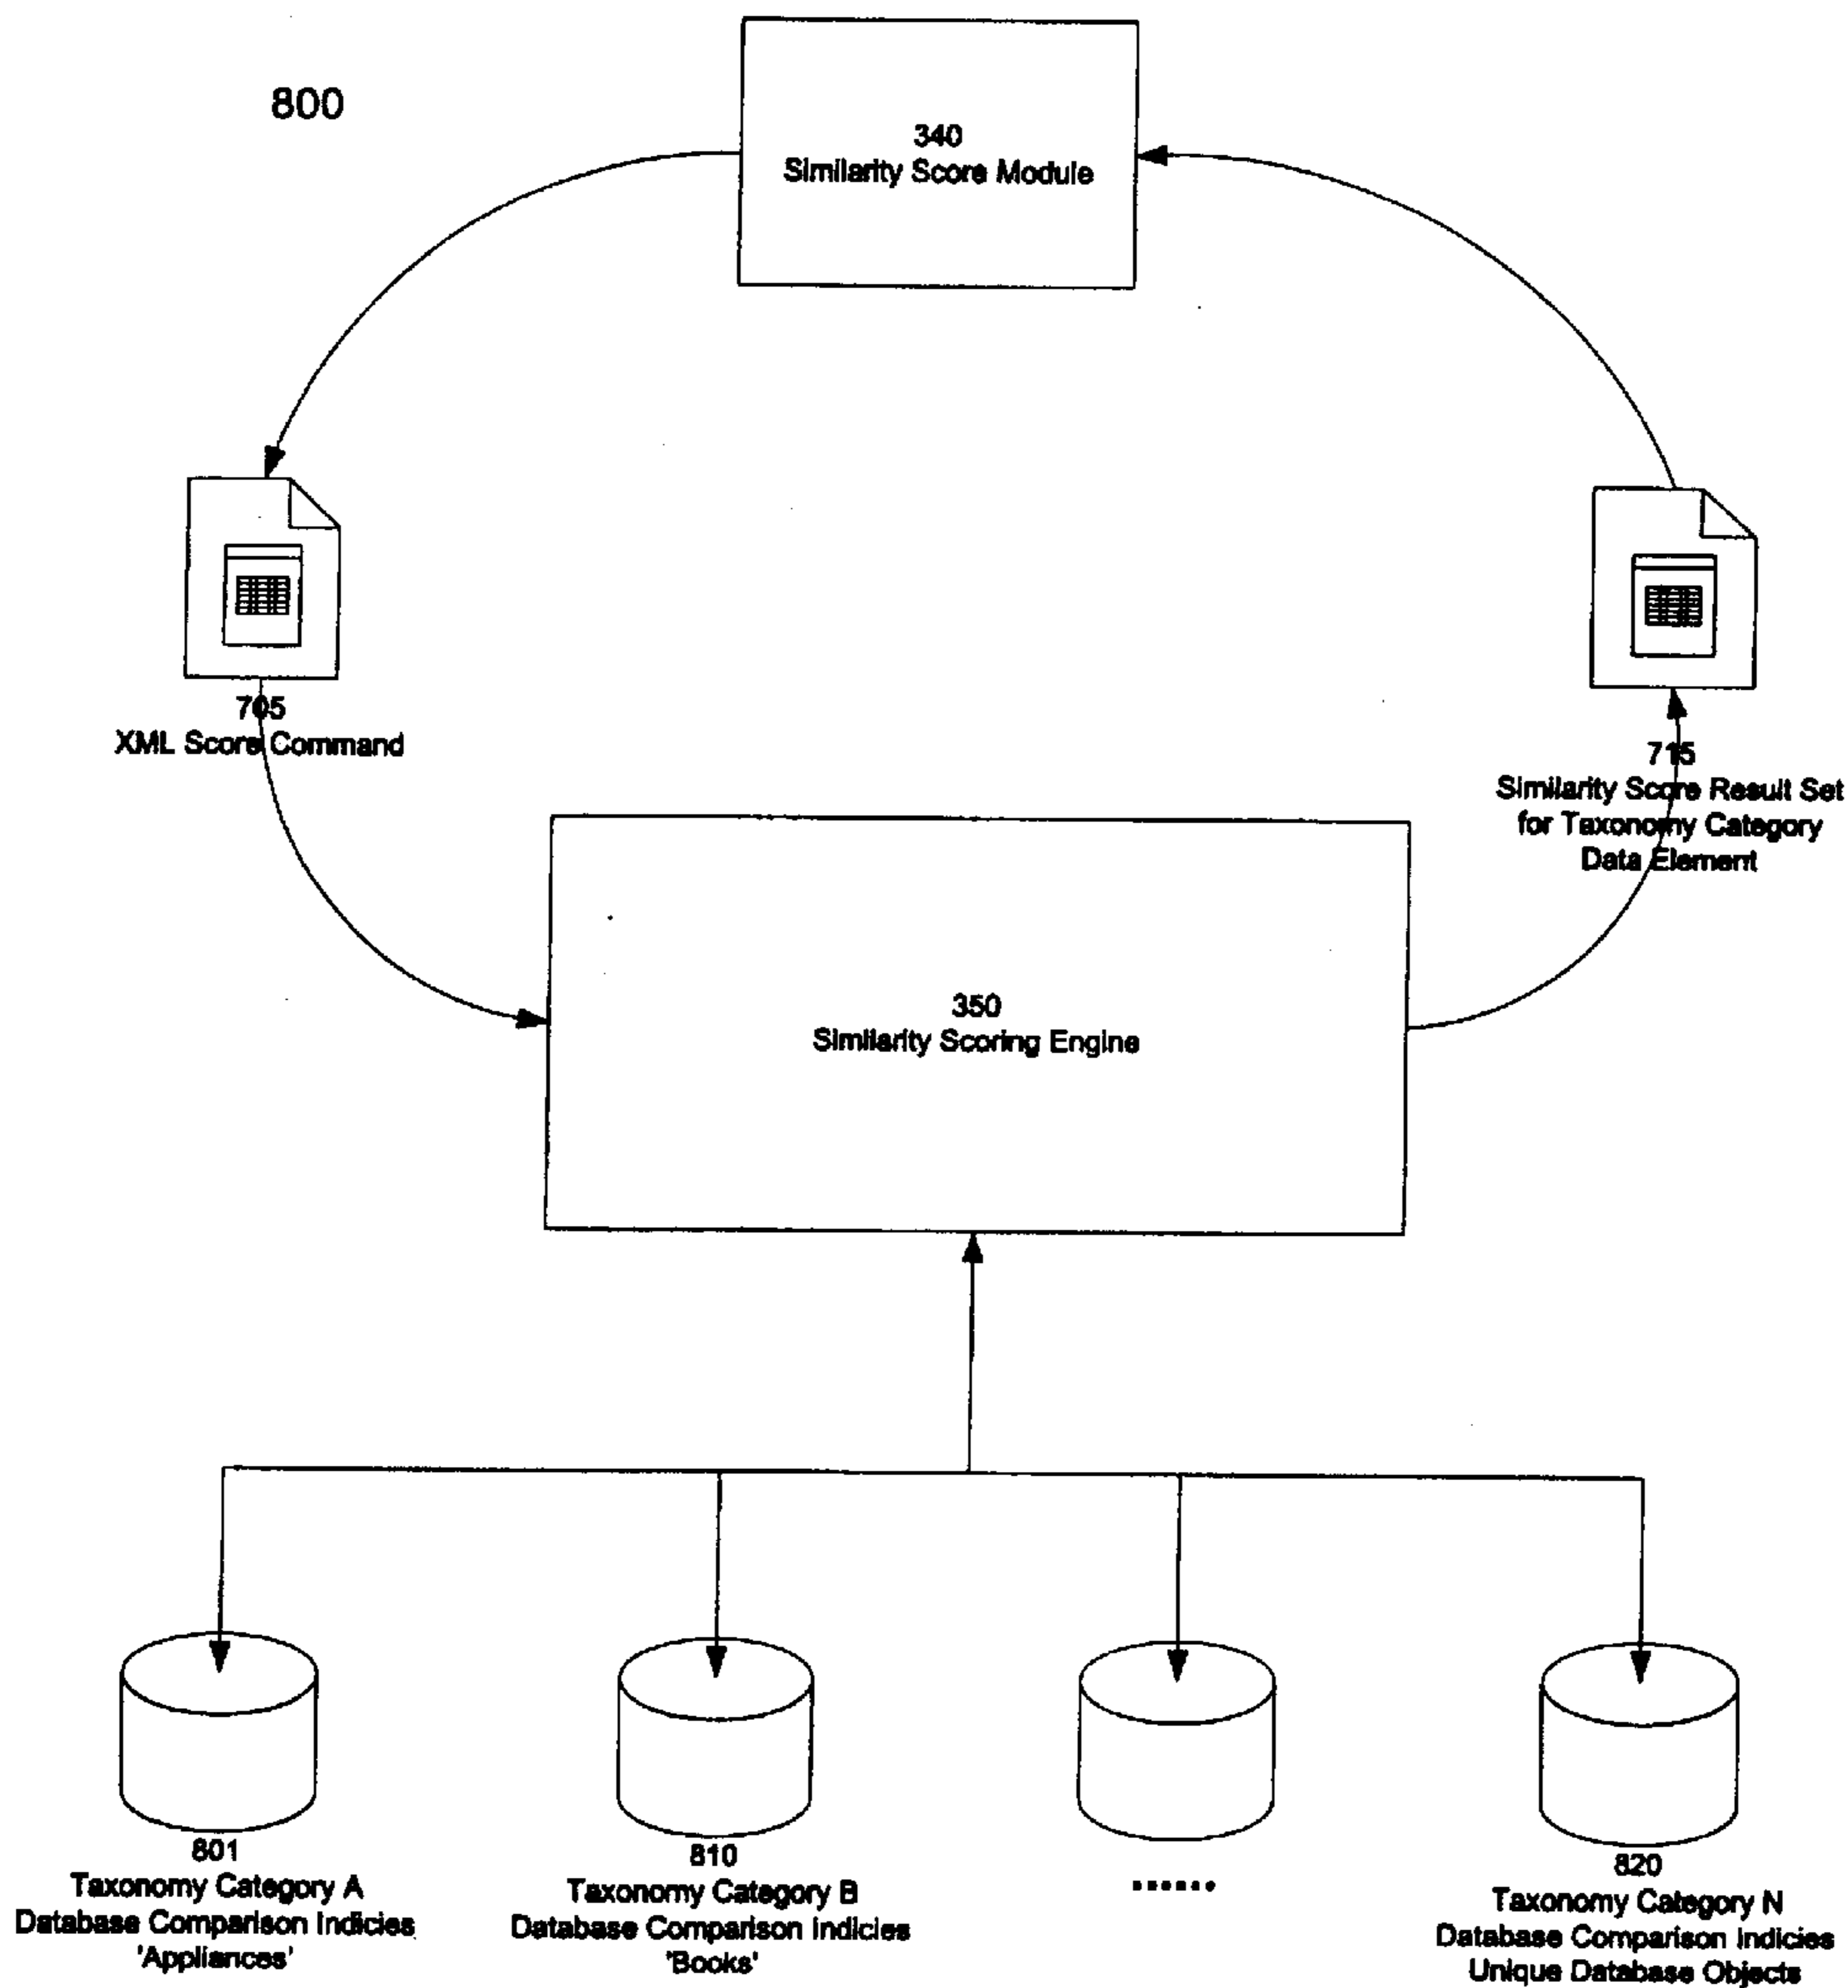 800
340
Similarity Score Module
705
XML Score Command
715
Similarity Score Result Set
for Taxonomy Category
Data Element
350
Similarity Scoring Engine
801
Taxonomy Category A
Database Comparison Indicies
'Appliances'
810
Taxonomy Category B
Database Comparison Indicies
'Books'
......
820
Taxonomy Category N
Database Comparison Indicies
Unique Database Objects